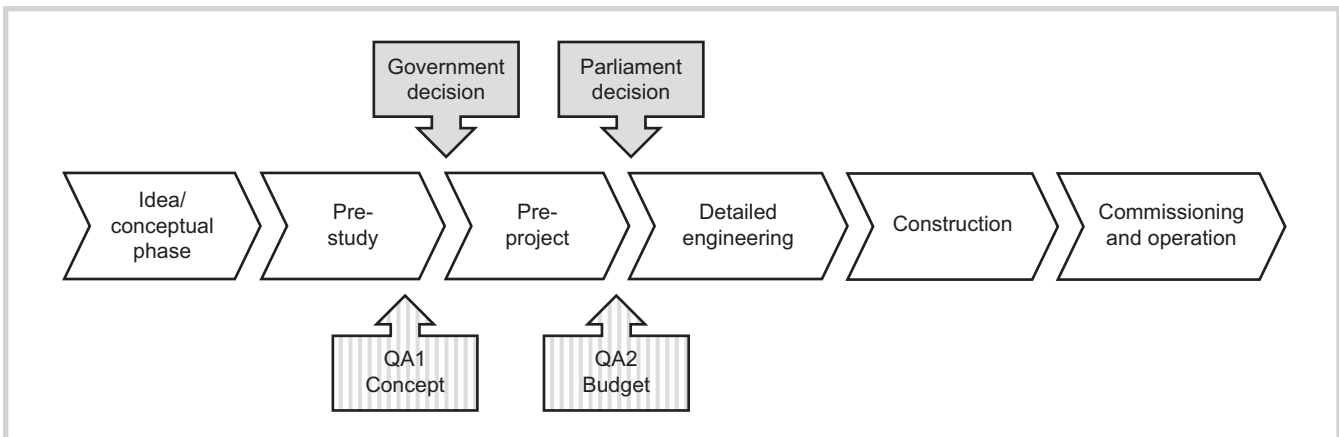 Government
decision
Parliament
decision
Idea/
conceptual
phase
Pre-
study
Pre-
project
Detailed
engineering
Construction
Commissioning
and operation
QA1
Concept
QA2
Budget